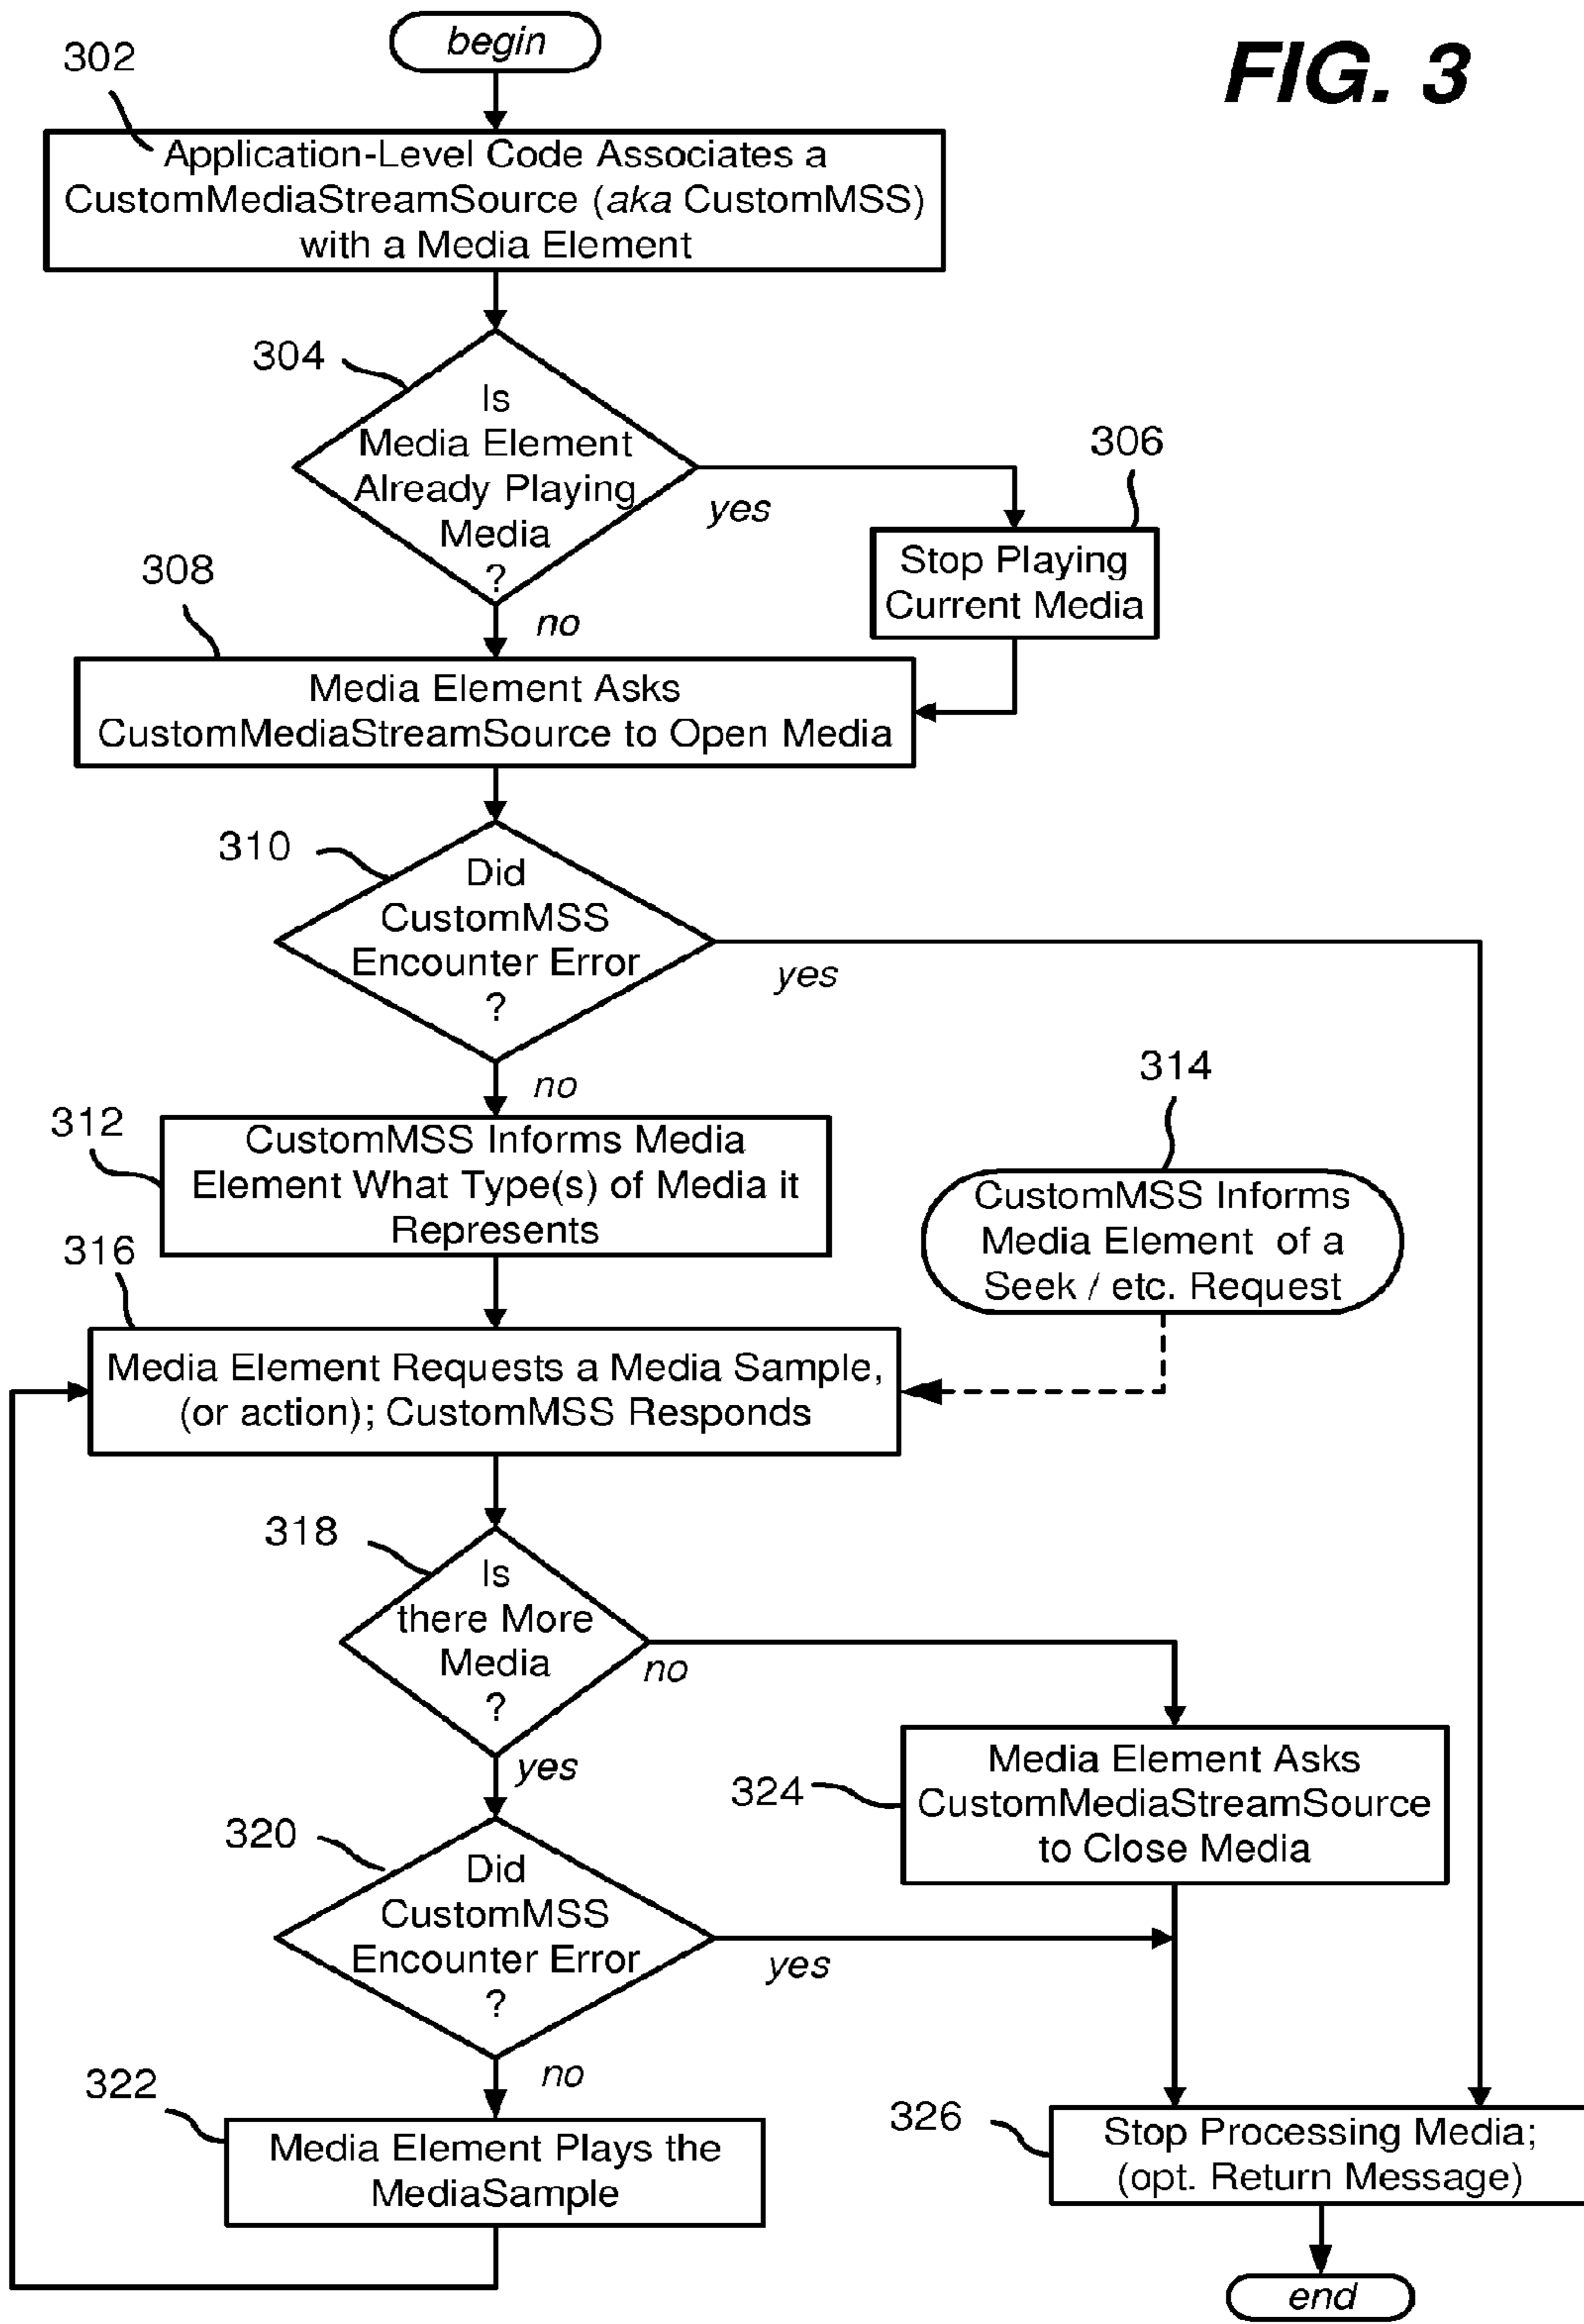 FIG. 3
begin
302
Application-Level Code Associates a
CustomMediaStreamSource (aka CustomMSS)
with a Media Element
304
Is
Media Element
Already Playing
Media
?
yes
no
306
Stop Playing
Current Media
308
Media Element Asks
CustomMediaStreamSource to Open Media
310
Did
CustomMSS
Encounter Error
?
yes
no
312
CustomMSS Informs Media
Element What Type(s) of Media it
Represents
314
CustomMSS Informs
Media Element of a
Seek / etc. Request
316
Media Element Requests a Media Sample,
(or action); CustomMSS Responds
318
Is
there More
Media
?
no
yes
324
Media Element Asks
CustomMediaStreamSource
to Close Media
320
Did
CustomMSS
Encounter Error
?
yes
no
322
Media Element Plays the
MediaSample
326
Stop Processing Media;
(opt. Return Message)
end